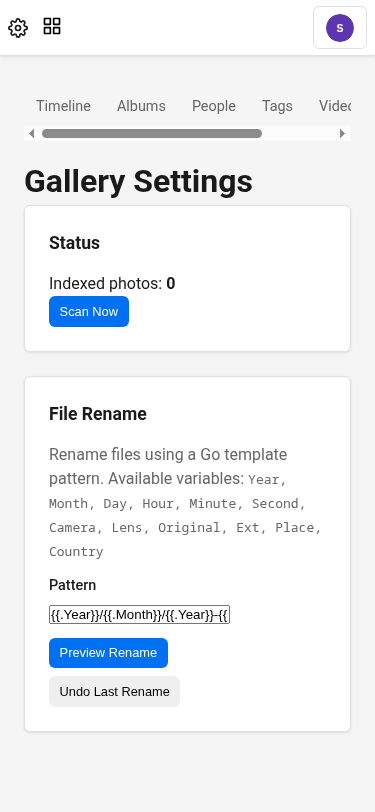 S
Timeline Albums People Tags
Gallery Settings
Status
Indexed photos: 0
Scan Now
File Rename
Rename files using a Go template
pattern. Available variables: Year,
Month, Day, Hour, Minute, Second,
Camera, Lens, Original, Ext, Place,
Country
Pattern
{{.Year}}/{{.Month}}/{{.Year}}-{{
Preview Rename
Undo Last Rename